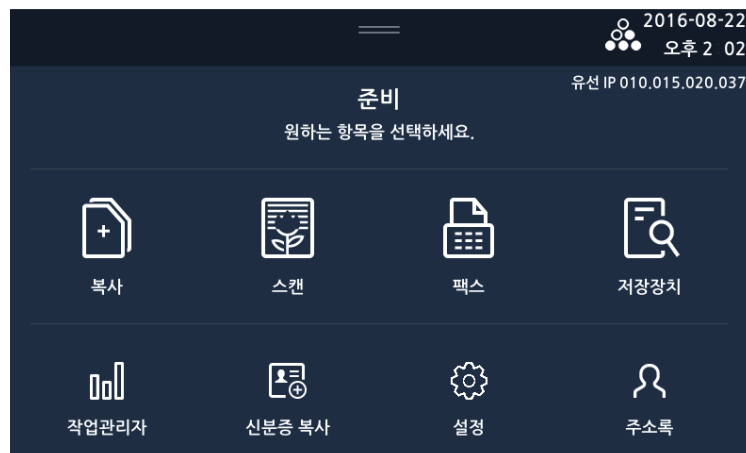 2016-08-22
오후 2 02
유선 IP 010.015.020.037
준비
원하는 항목을 선택하세요.
복사 스캔 팩스 저장장치
작업관리자 신분증 복사 설정 주소록